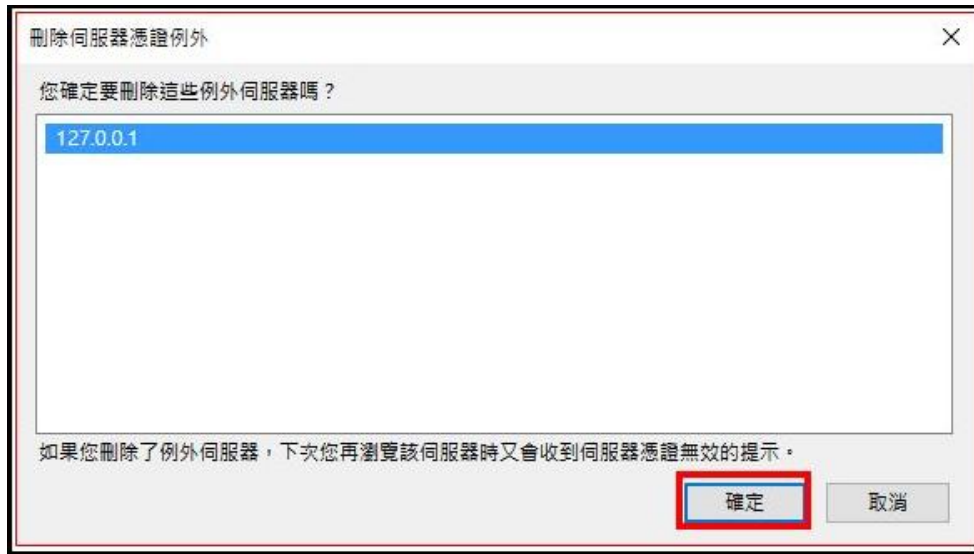 刪除伺服器憑證例外
您確定要刪除這些例外伺服器嗎？
127.0.0.1
如果您刪除了例外伺服器，下次您再瀏覽該伺服器時又會收到伺服器憑證無效的提示。
確定 取消